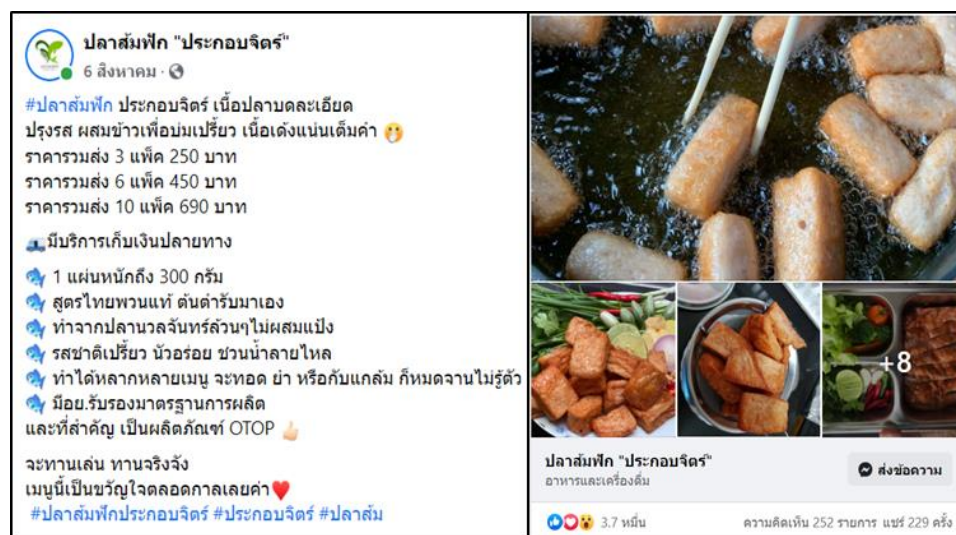 ปลาส้มฟัก "ประกอบจิตร์"
6 สิงหาคม ·
#ปลาส้มฟัก ประกอบจิตร์ เนื้อปลาบดละเอียด
ปรุงรส ผสมข้าวเพื่อบ่มเปรี้ยว เนื้อเด้งแน่นเต็มคำ 🤭
ราคารวมส่ง 3 แพ็ค 250 บาท
ราคารวมส่ง 6 แพ็ค 450 บาท
ราคารวมส่ง 10 แพ็ค 690 บาท
🚙มีบริการเก็บเงินปลายทาง
🐟 1 แผ่นหนักถึง 300 กรัม
🐟 สูตรไทยพวนแท้ ต้นตำรับมาเอง
🐟 ทำจากปลานวลจันทร์ล้วนๆไม่ผสมแป้ง
🐟 รสชาติเปรี้ยว นัวอร่อย ชวนน้ำลายไหล
🐟 ทำได้หลากหลายเมนู จะทอด ย่า หรือกับแกล้ม ก็หมดจานไม่รู้ตัว
🐟 มีอย.รับรองมาตรฐานการผลิต
และที่สำคัญ เป็นผลิตภัณฑ์ OTOP 👍🏻
จะทานเล่น ทานจริงจัง
เมนูนี้เป็นขวัญใจตลอดกาลเลยค่า❤️
#ปลาส้มฟักประกอบจิตร์ #ประกอบจิตร์ #ปลาส้ม
+8
ปลาส้มฟัก "ประกอบจิตร์"
อาหารและเครื่องดื่ม
ส่งข้อความ
3.7 หมื่น
ความคิดเห็น 252 รายการ แชร์ 229 ครั้ง